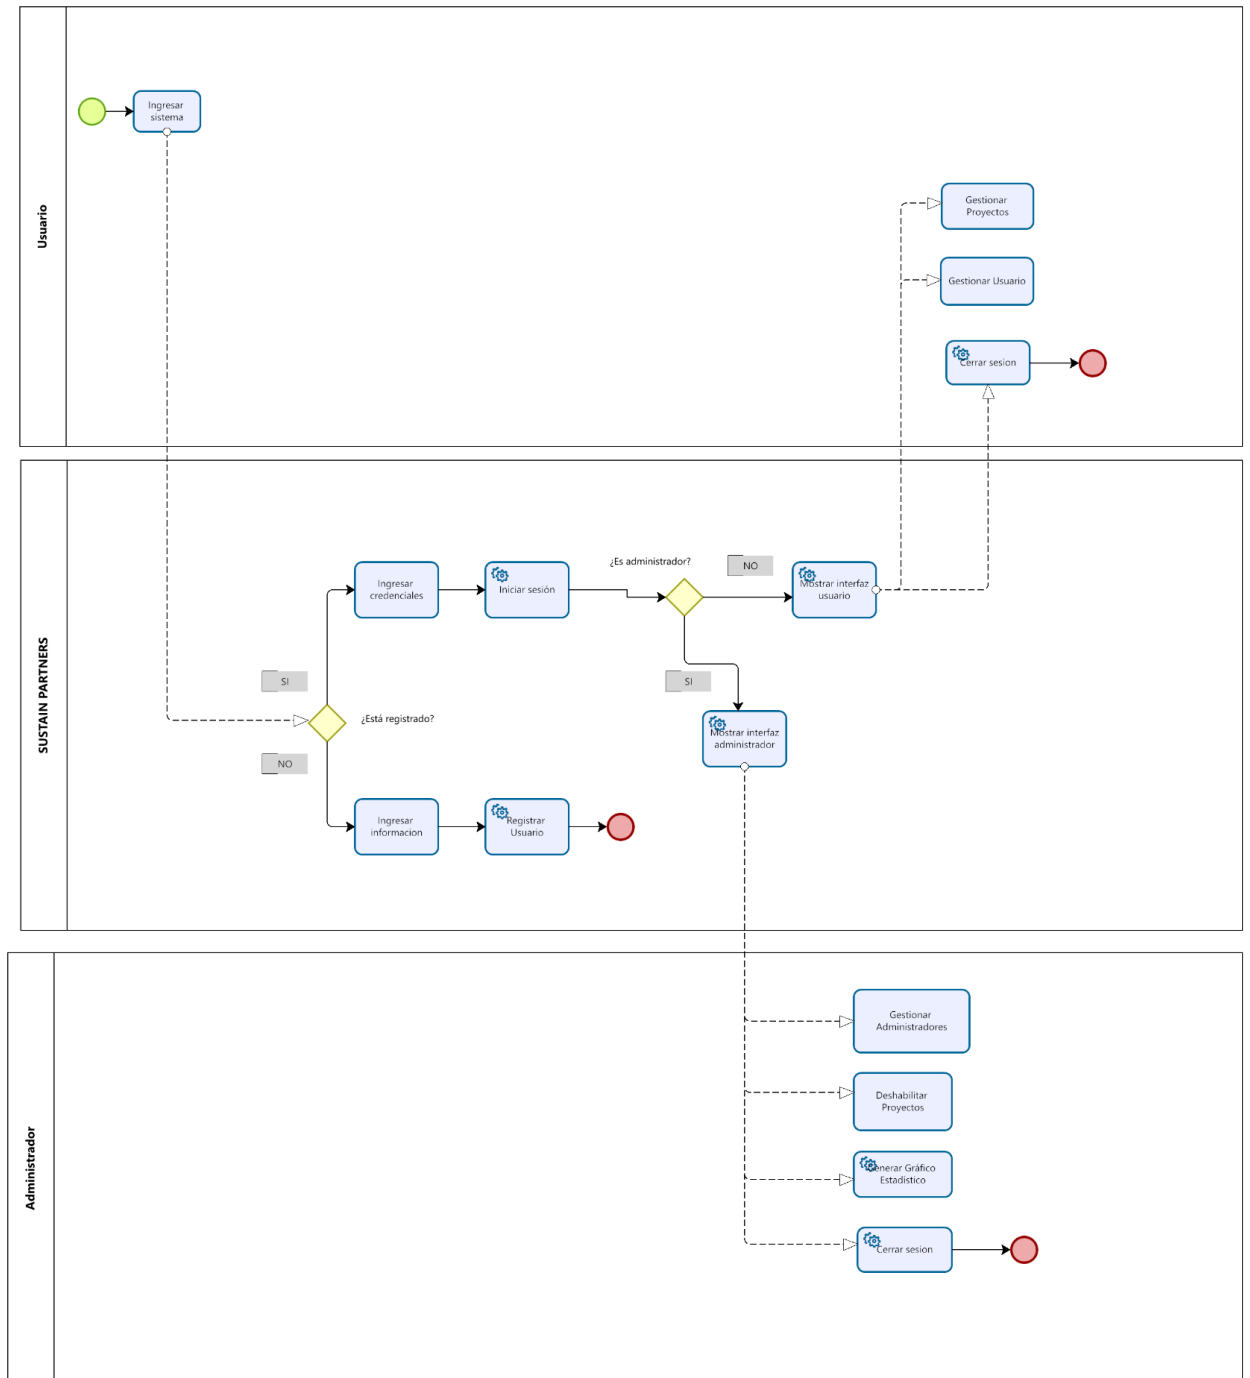 Usuario
Ingresar
sistema
Gestionar
Proyectos
Gestionar Usuario
Cerrar sesion
SUSTAIN PARTNERS
¿Es administrador?
NO
Ingresar
credenciales
Iniciar sesión
Mostrar interfaz
usuario
SI
SI
¿Está registrado?
Mostrar interfaz
administrador
NO
Ingresar
informacion
Registrar
Usuario
Administrador
Gestionar
Administradores
Deshabilitar
Proyectos
Generar Gráfico
Estadístico
Cerrar sesion